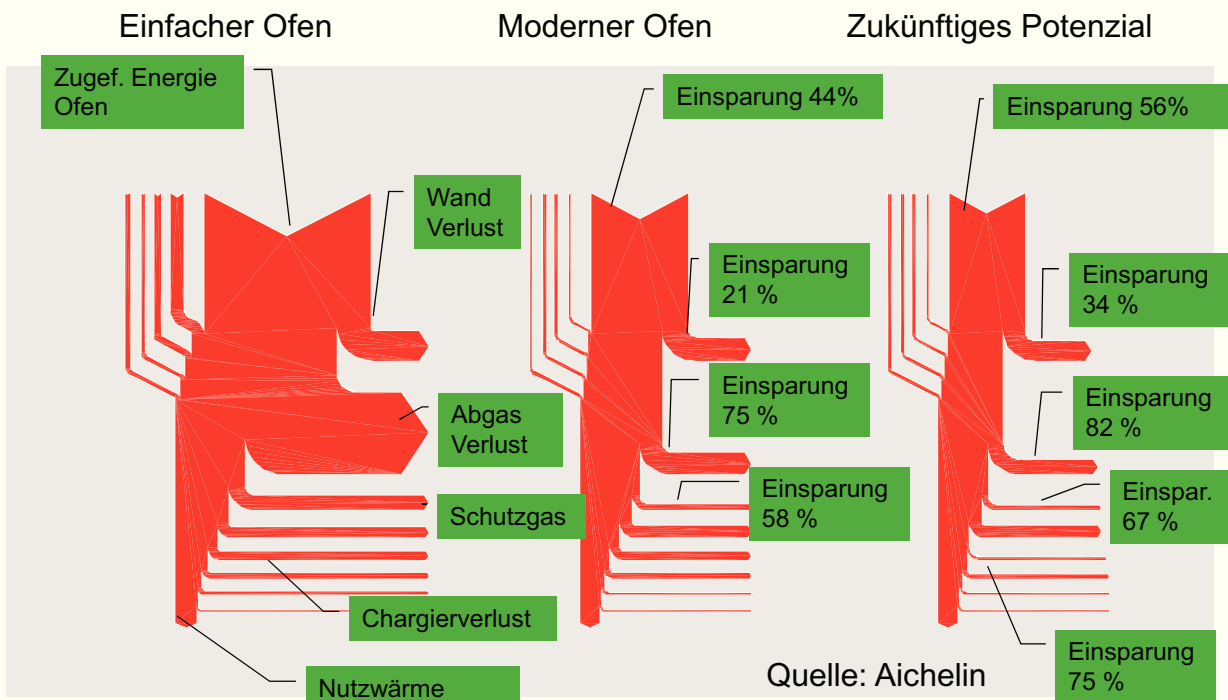 Einfacher Ofen
Moderner Ofen
Zukünftiges Potenzial
Zugef. Energie
Ofen
Wand
Verlust
Abgas
Verlust
Schutzgas
Chargierverlust
Nutzwärme
Einsparung 44%
Einsparung
21 %
Einsparung
75 %
Einsparung
58 %
Einsparung 56%
Einsparung
34 %
Einsparung
82 %
Einspar.
67 %
Einsparung
75 %
Quelle: Aichelin